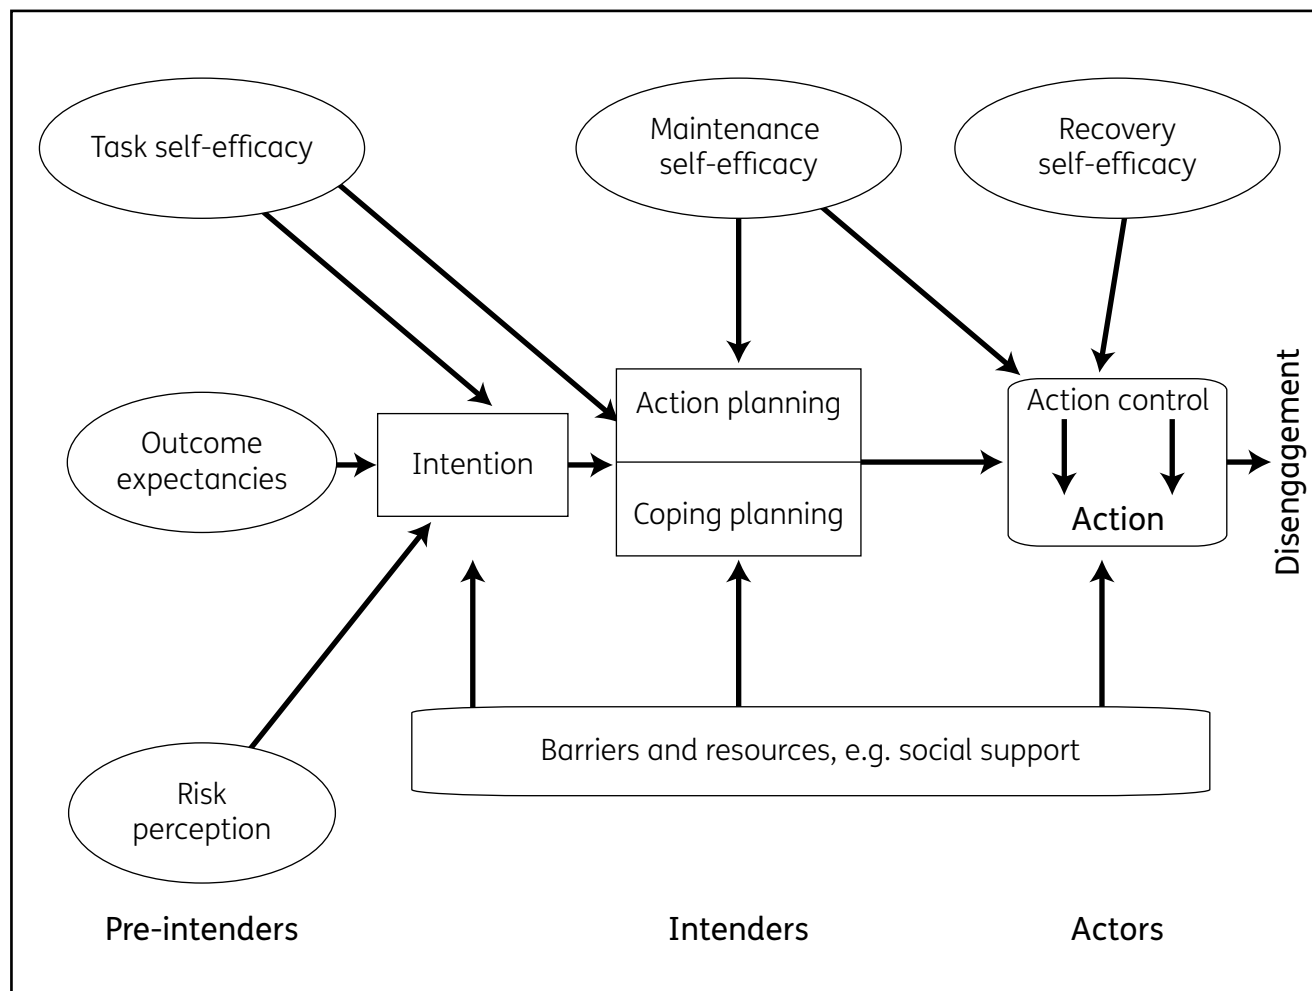 Task self-efficacy
Maintenance
self-efficacy
Recovery
self-efficacy
Outcome
expectancies
Intention
Action planning
Coping planning
Action control
Action
Disengagement
Barriers and resources, e.g. social support
Risk
perception
Pre-intenders
Intenders
Actors